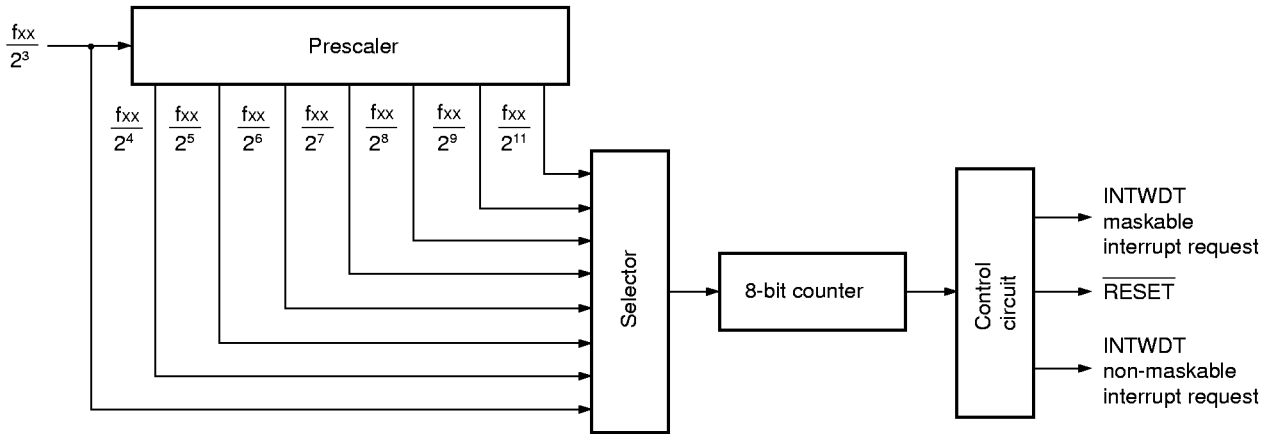 fxx
2³
Prescaler
fxx
2⁴
fxx
2⁵
fxx
2⁶
fxx
2⁷
fxx
2⁸
fxx
2⁹
fxx
2¹¹
Selector
8-bit counter
Control
circuit
INTWDT
maskable
interrupt request
RESET
INTWDT
non-maskable
interrupt request